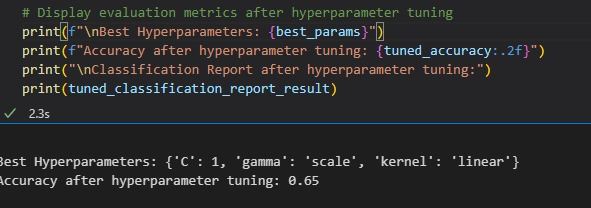 # Display evaluation metrics after hyperparameter tuning
print(f"\nBest Hyperparameters: {best_params}")
print(f"Accuracy after hyperparameter tuning: {tuned_accuracy:.2f}")
print("\nClassification Report after hyperparameter tuning:")
print(tuned_classification_report_result)
2.3s
Best Hyperparameters: {'C': 1, 'gamma': 'scale', 'kernel': 'linear'}
Accuracy after hyperparameter tuning: 0.65